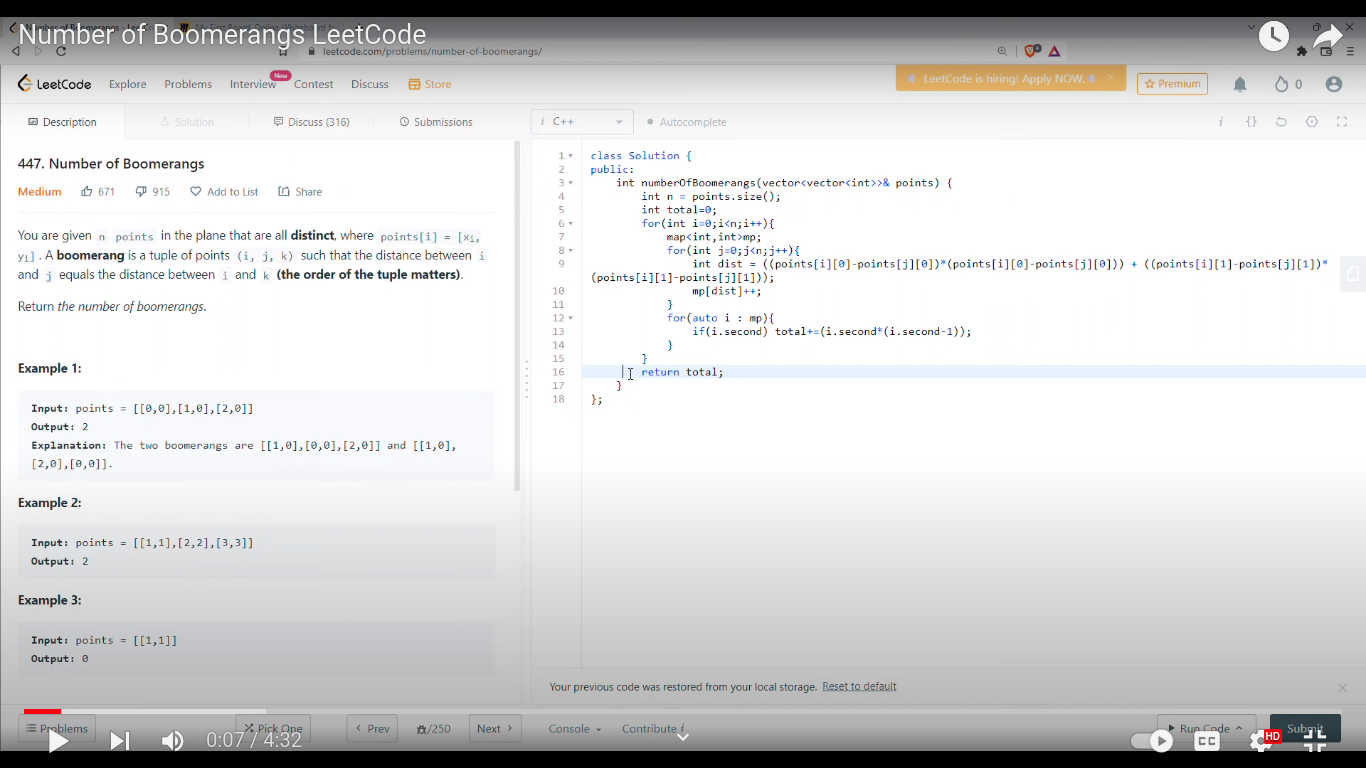 Number of Boomerangs LeetCode
leetcode.com/problems/number-of-boomerangs/
LeetCode
Explore
Problems
Interview
New
Contest
Discuss
Store
LeetCode is hiring! Apply NOW.
Premium
0
Description
Solution
Discuss (316)
Submissions
i C++
Autocomplete
447. Number of Boomerangs
Medium
671
915
Add to List
Share
You are given n points in the plane that are all distinct, where points[i] = [xi,
yi]. A boomerang is a tuple of points (i, j, k) such that the distance between i
and j equals the distance between i and k (the order of the tuple matters).
Return the number of boomerangs.
Example 1:
Input: points = [[0,0],[1,0],[2,0]]
Output: 2
Explanation: The two boomerangs are [[1,0],[0,0],[2,0]] and [[1,0],
[2,0],[0,0]].
Example 2:
Input: points = [[1,1],[2,2],[3,3]]
Output: 2
Example 3:
Input: points = [[1,1]]
Output: 0
1 class Solution {
2 public:
3 int numberOfBoomerangs(vector<vector<int>>& points) {
4 int n = points.size();
5 int total=0;
6 for(int i=0;i<n;i++){
7 map<int,int>mp;
8 for(int j=0;j<n;j++){
9 int dist = ((points[i][0]-points[j][0])*(points[i][0]-points[j][0])) + ((points[i][1]-points[j][1])*
(points[i][1]-points[j][1]));
10 mp[dist]++;
11 }
12 for(auto i : mp){
13 if(i.second) total+=(i.second*(i.second-1));
14 }
15 }
16 return total;
17 }
18 };
Your previous code was restored from your local storage. Reset to default
Problems
Pick One
< Prev
/250
Next >
Console
Contribute i
Run Code
Submit
0:07 / 4:32
CC
HD